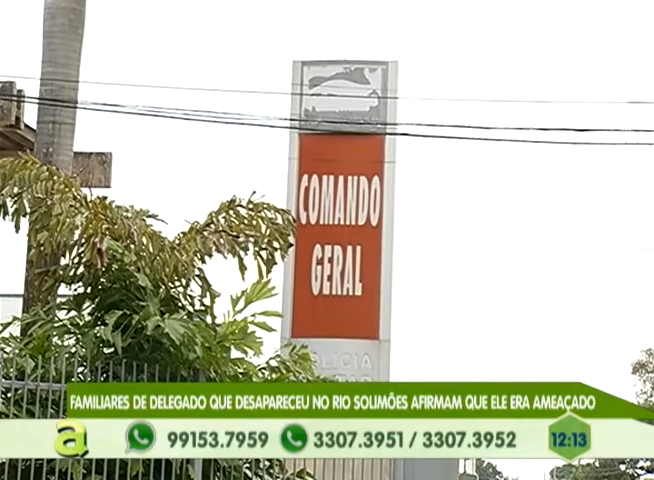 COMANDO
GERAL
FAMILIARES DE DELEGADO QUE DESAPARECEU NO RIO SOLIMÕES AFIRMAM QUE ELE ERA AMEAÇADO
a 99153.7959 3307.3951 / 3307.3952 12:13